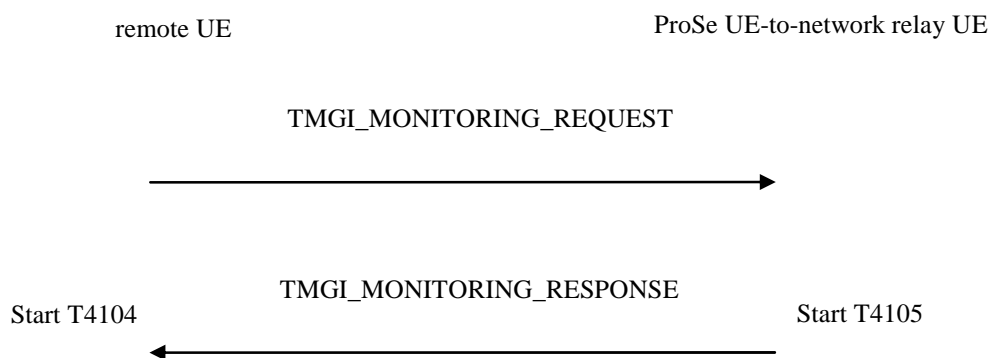 remote UE
ProSe UE-to-network relay UE
TMGI_MONITORING_REQUEST
TMGI_MONITORING_RESPONSE
Start T4104
Start T4105